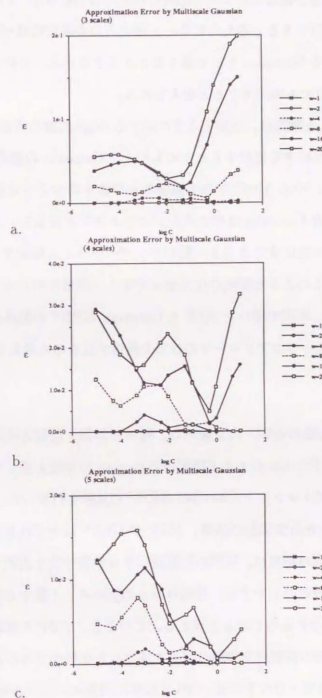 Approximation Error by Multiscale Gaussian
(3 scales)
2e-1
1e-1
0e+0
E
-6
-4
-2
0
2
log C
w=1
w=2
w=4
w=8
w=16
w=20
a.
Approximation Error by Multiscale Gaussian
(4 scales)
4.0e-2
3.0e-2
2.0e-2
1.0e-2
0.0e+0
E
-6
-4
-2
0
2
log C
b.
Approximation Error by Multiscale Gaussian
(5 scales)
2.0e-2
1.0e-2
0.0e+0
E
-6
-4
-2
0
2
log C
c.